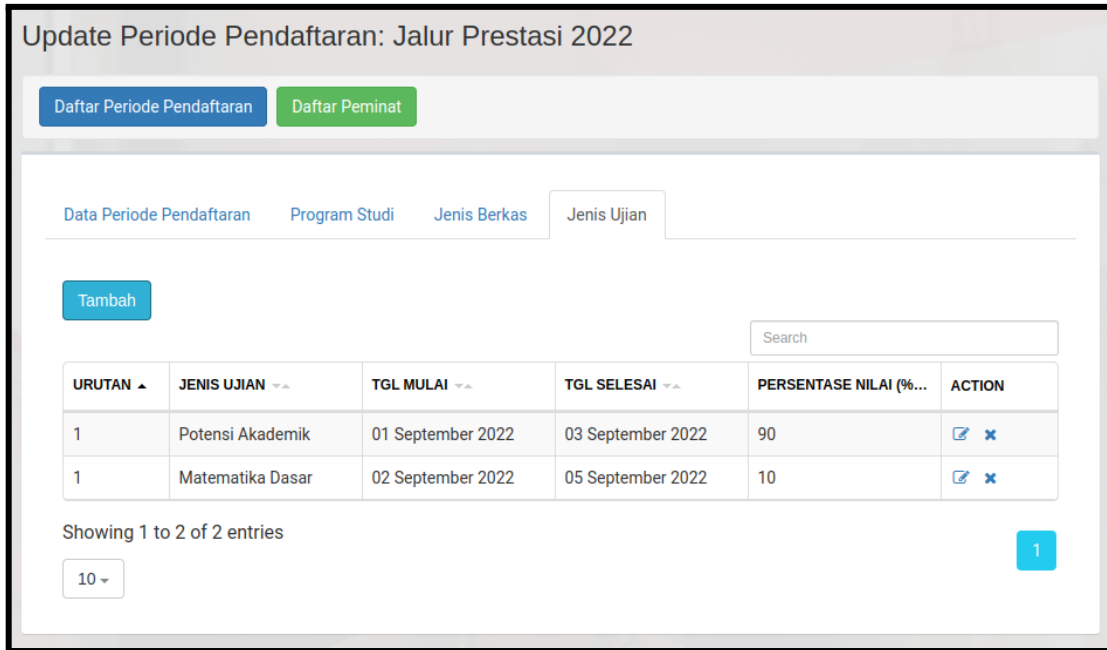 Update Periode Pendaftaran: Jalur Prestasi 2022
Daftar Periode Pendaftaran Daftar Peminat
Data Periode Pendaftaran Program Studi Jenis Berkas Jenis Ujian
Tambah
Search
URUTAN JENIS UJIAN TGL MULAI TGL SELESAI PERSENTASE NILAI (%... ACTION
1 Potensi Akademik 01 September 2022 03 September 2022 90
1 Matematika Dasar 02 September 2022 05 September 2022 10
Showing 1 to 2 of 2 entries
1
10